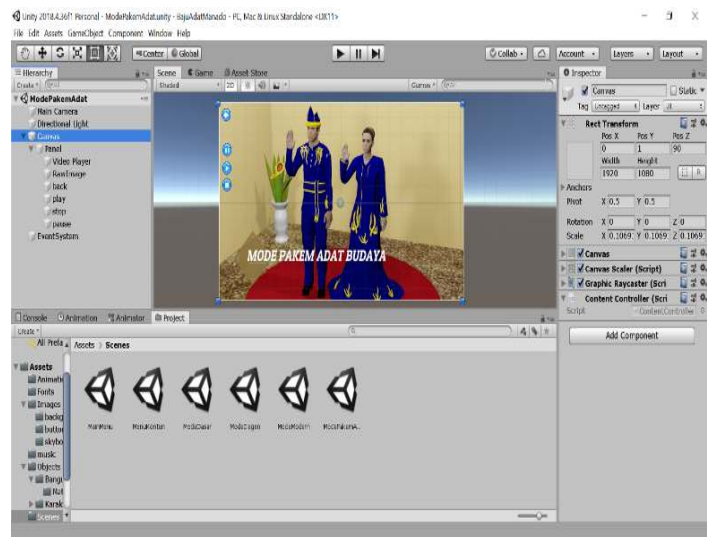 Unity 2018.4.36f1 Personal - ModePakemAdat.unity - BajuAdatManado - PC, Mac & Linux Standalone <DX11>
File Edit Assets GameObject Component Window Help
Center Global Collab Account Layers Layout
Hierarchy Scene Game Asset Store Inspector
Create Shaded 2D Gizmos Canvas Static
Tag Untagged Layer
ModePakemAdat
Main Camera
Directional Light
Canvas
Panel
Video Player
RawImage
back
play
stop
pause
EventSystem
MODE PAKEM ADAT BUDAYA
Rect Transform
Pos X Pos Y Pos Z
0 1 90
Width Height
1920 1080
R
Anchors
Pivot X 0.5 Y 0.5
Rotation X 0 Y 0 Z 0
Scale X 0.1069 Y 0.1069 Z 0.1069
Canvas
Canvas Scaler (Script)
Graphic Raycaster (Scri
Content Controller (Scri
Script ContentController
Add Component
Console Animation Animator Project
Create
All Prefa
Assets > Scenes
Assets
Animati
Fonts
Images
backg
button
skybo
music
Objects
Bangu
Karak
Scenes
MainMenu MenuKonten ModeDasar ModeModern ModePakemA...